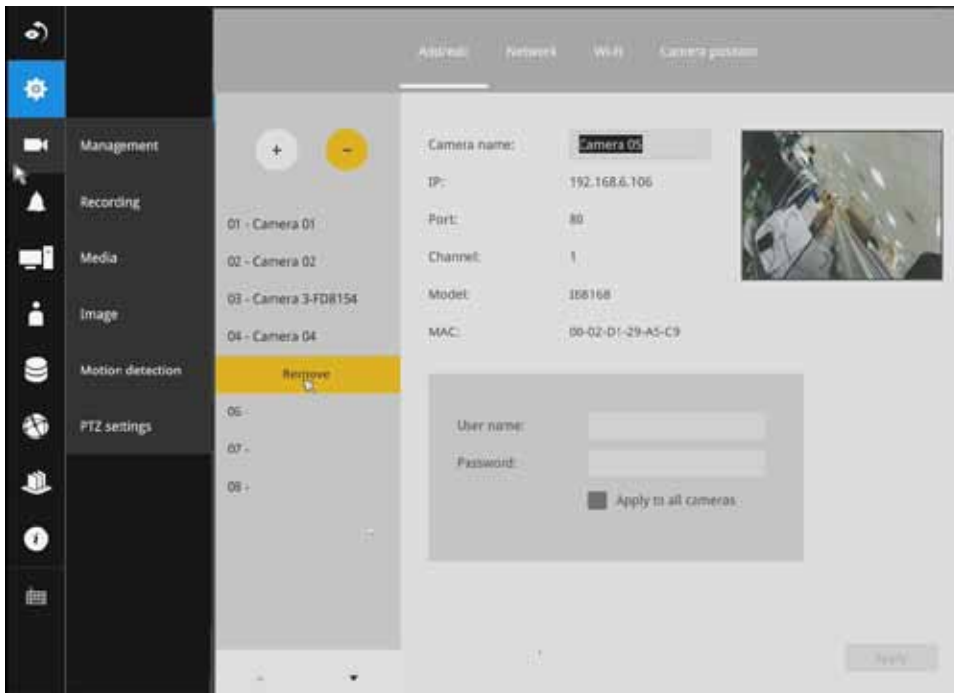 Add/edit Network Wi-Fi Camera position
Management
Recording
Media
Image
Motion detection
PTZ settings
+ -
01 - Camera 01
02 - Camera 02
03 - Camera 3-FD8154
04 - Camera 04
Remove
06 -
07 -
08 -
Camera name: Camera 05
IP: 192.168.6.106
Port: 80
Channel: 1
Model: IB8168
MAC: 00-02-D1-29-A5-C9
User name:
Password:
Apply to all cameras
Apply